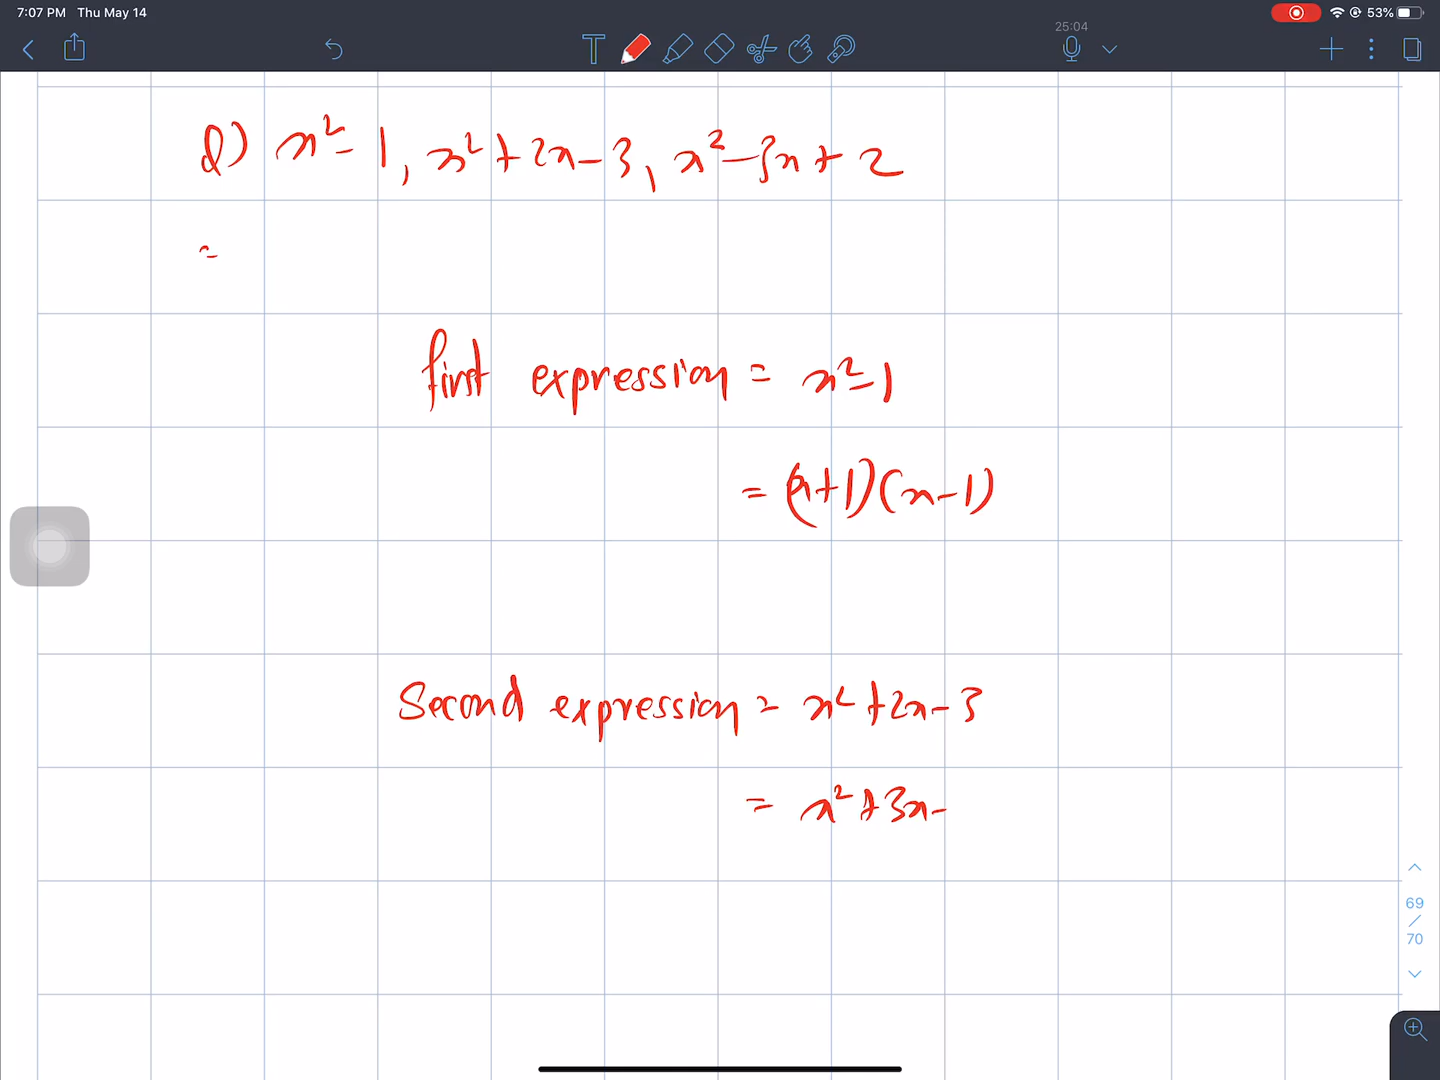 7:07 PM Thu May 14
53%
25:04
T
d) x² - 1, x² + 2x - 3, x² - 3x + 2
=
first expression = x² - 1
= (x+1)(x-1)
Second expression = x² + 2x - 3
= x² + 3x -
69
/
70